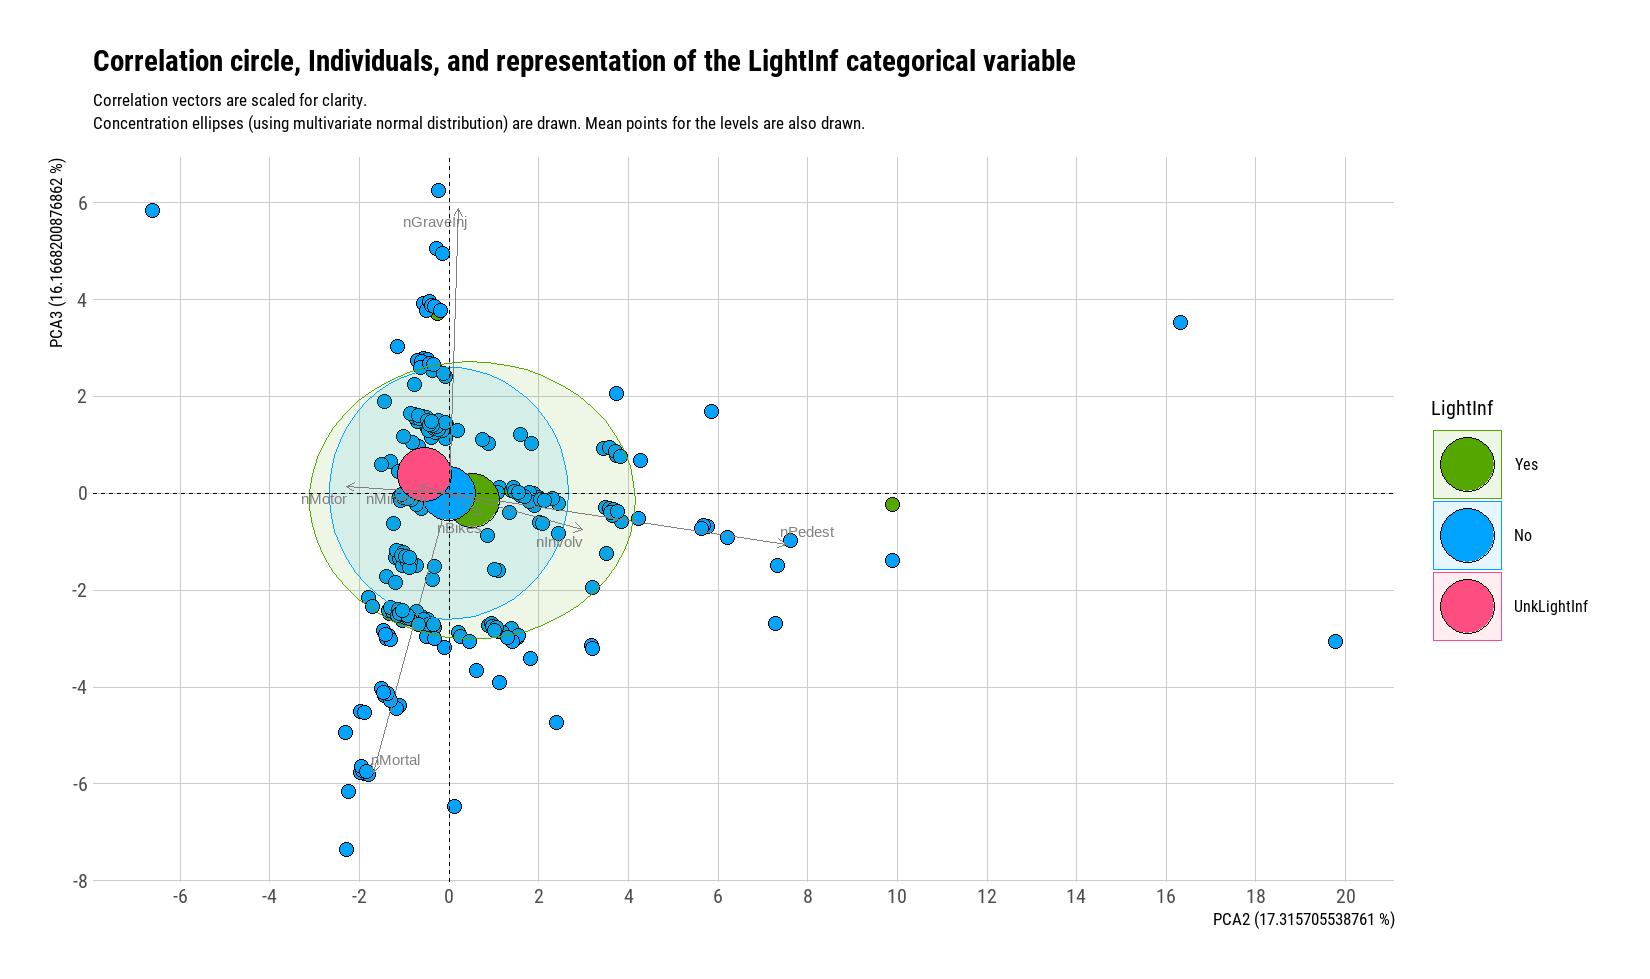 Correlation circle, Individuals, and representation of the LightInf categorical variable
Correlation vectors are scaled for clarity.
Concentration ellipses (using multivariate normal distribution) are drawn. Mean points for the levels are also drawn.
PCA3 (16.1668200876862 %)
6
4
2
0
-2
-4
-6
-8
nGraveInj
nMotor
nBikes
nInvolv
nPedest
nMortal
LightInf
Yes
No
UnkLightInf
-6
-4
-2
0
2
4
6
8
10
12
14
16
18
20
PCA2 (17.315705538761 %)